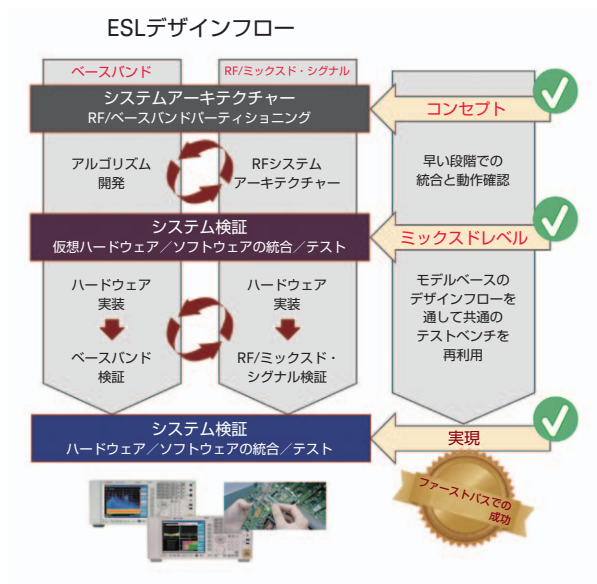 ESLデザインフロー
ベースバンド
RF/ミックスド・シグナル
システムアーキテクチャー
RF/ベースバンドパーティショニング
コンセプト
アルゴリズム
開発
RFシステム
アーキテクチャー
早い段階での
統合と動作確認
システム検証
仮想ハードウェア／ソフトウェアの統合／テスト
ミックスドレベル
ハードウェア
実装
ハードウェア
実装
モデルベースの
デザインフローを
通して共通の
テストベンチを
再利用
ベースバンド
検証
RF/ミックスド・
シグナル検証
システム検証
ハードウェア／ソフトウェアの統合／テスト
実現
ファーストパスでの
成功